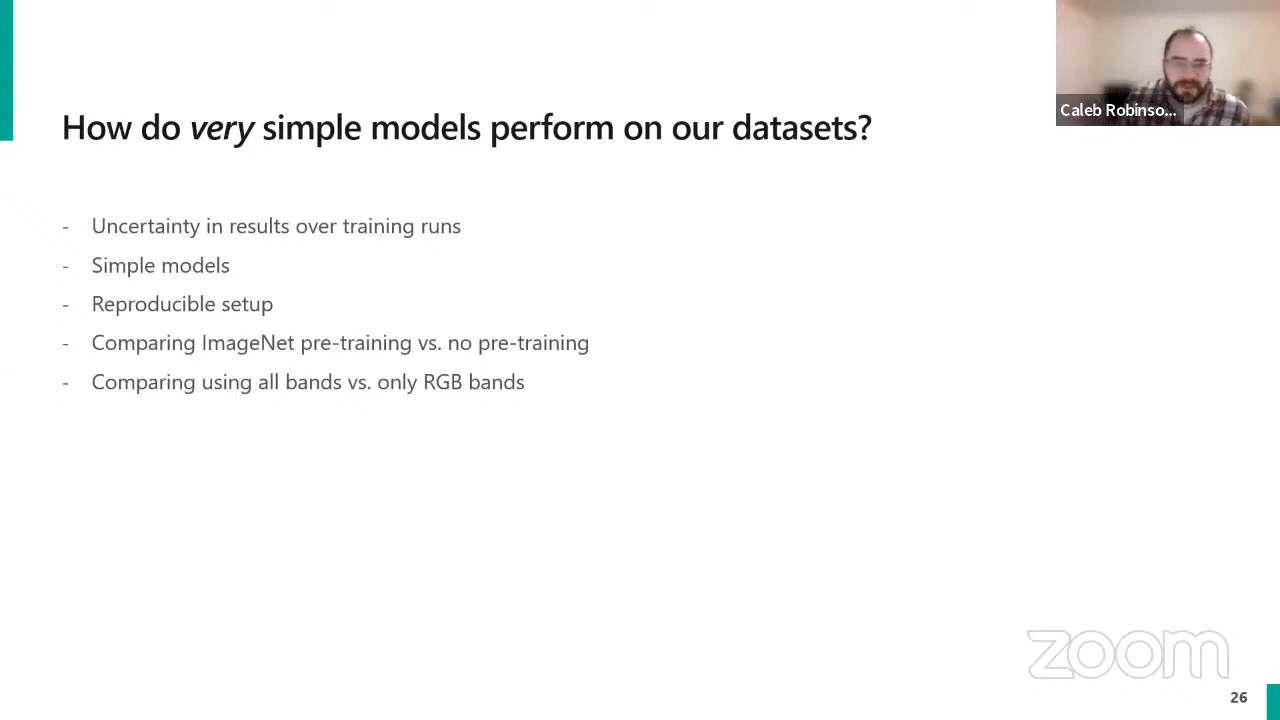 How do very simple models perform on our datasets?
Caleb Robinso...
- Uncertainty in results over training runs
- Simple models
- Reproducible setup
- Comparing ImageNet pre-training vs. no pre-training
- Comparing using all bands vs. only RGB bands
zoom
26